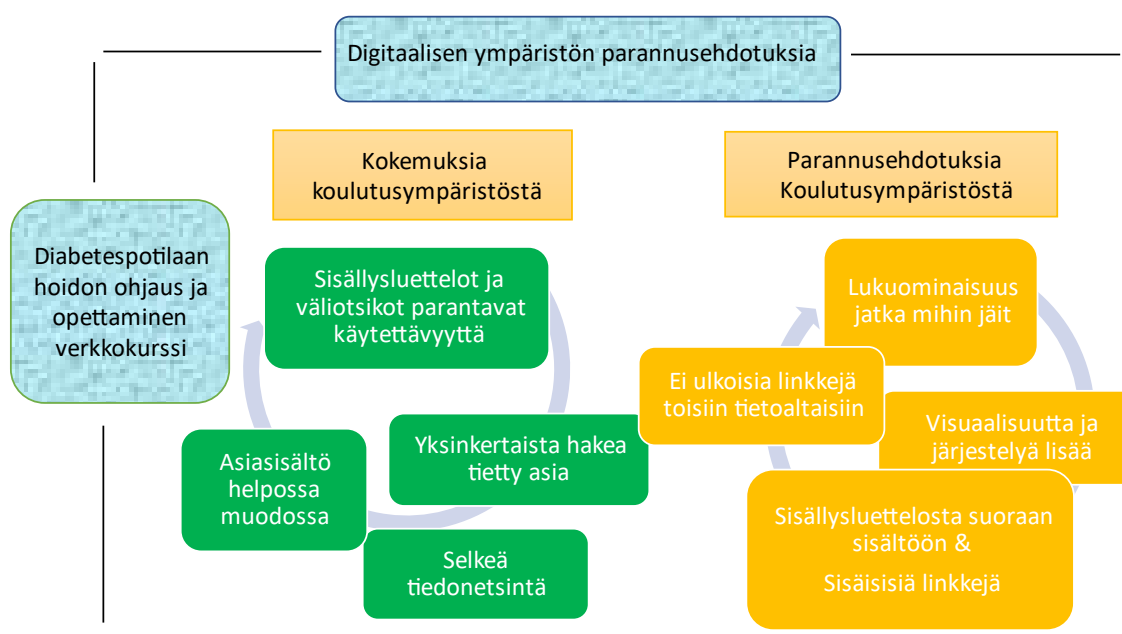 Digitaalisen ympäristön parannusehdotuksia
Diabetespotilaan
hoidon ohjaus ja
opettaminen
verkkokurssi
Kokemuksia
koulutusympäristöstä
Sisällysluettelot ja
väliotsikot parantavat
käytettävyyttä
Yksinkertaista hakea
tietty asia
Selkeä
tiedonetsintä
Asiasisältö
helpossa
muodossa
Parannusehdotuksia
Koulutusympäristöstä
Lukuominaisuus
jatka mihin jäit
Visuaalisuutta ja
järjestelyä lisää
Sisällysluettelosta suoraan
sisältöön &
Sisäisisiä linkkejä
Ei ulkoisia linkkejä
toisiin tietoaltaisiin